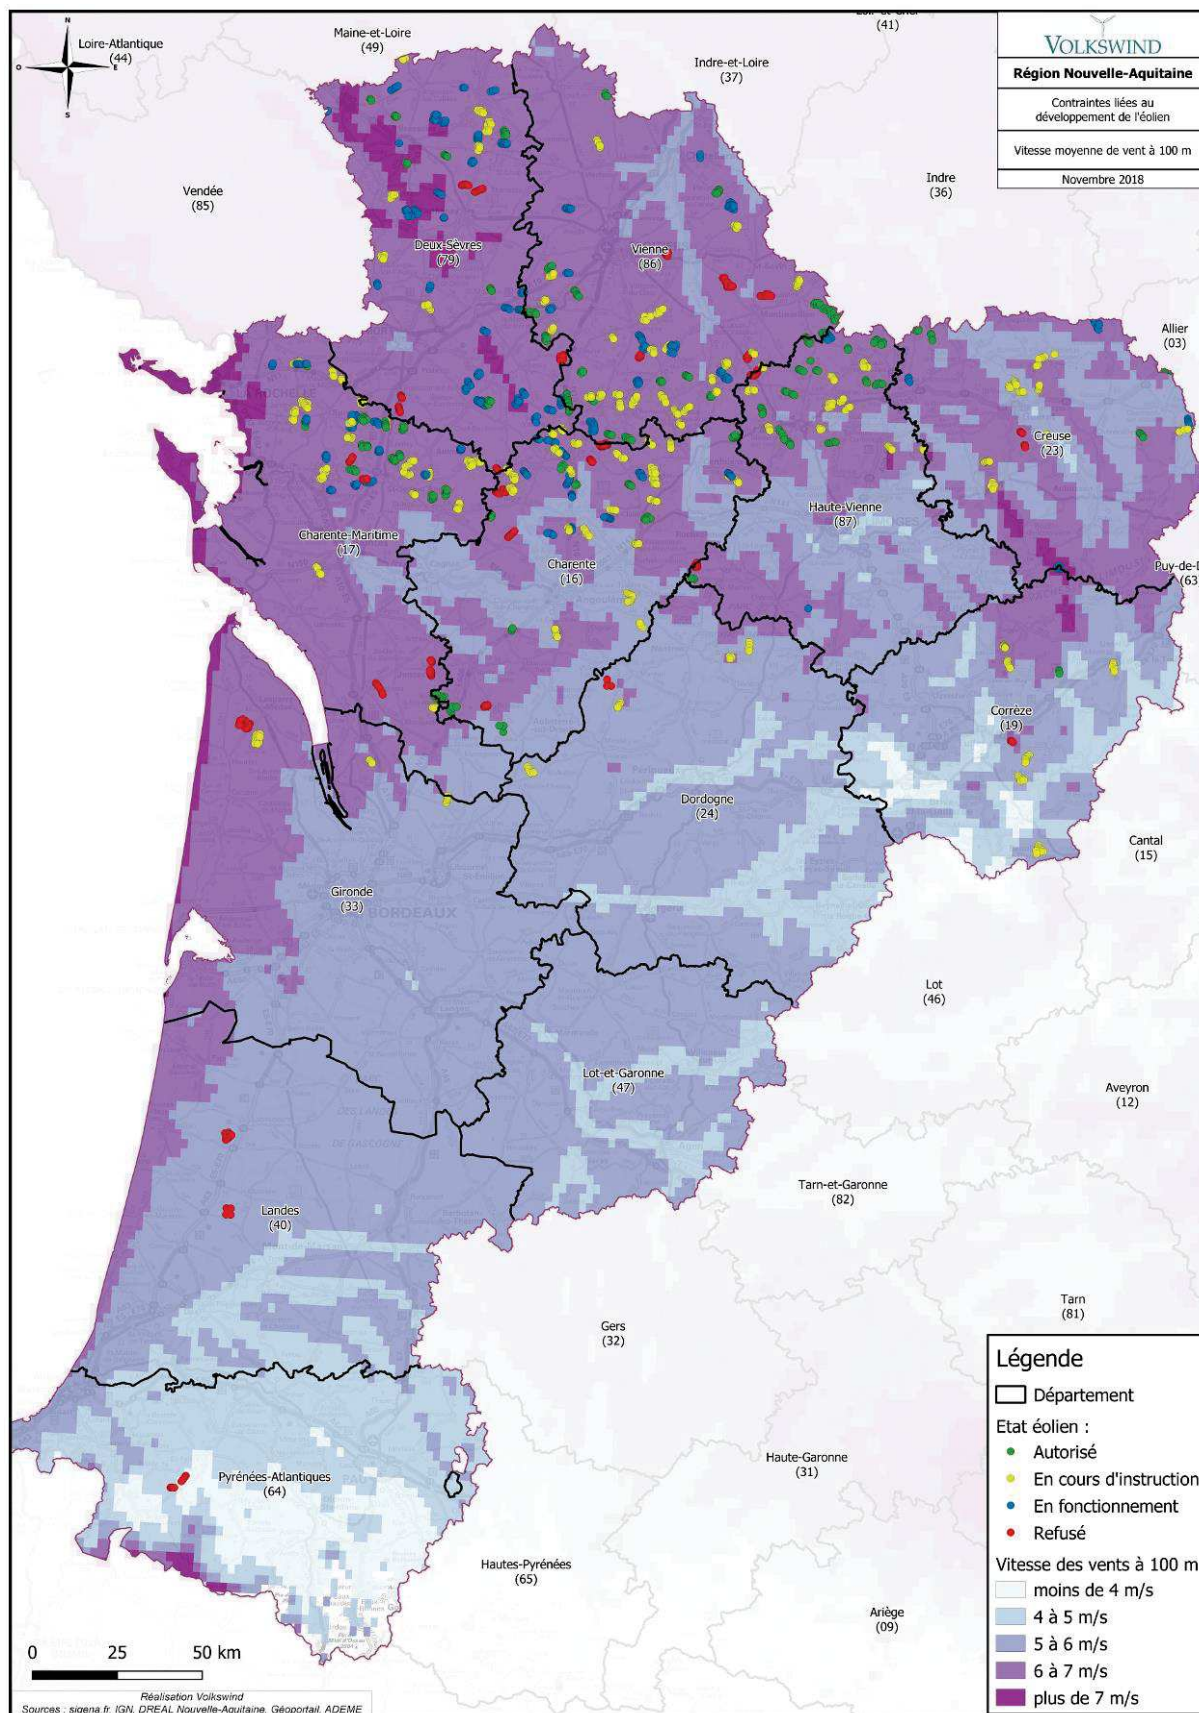 N
O
E
S
Loire-Atlantique
(44)
Maine-et-Loire
(49)
(41)
Indre-et-Loire
(37)
VOLKSWIND
Région Nouvelle-Aquitaine
Contraintes liées au
développement de l'éolien
Vitesse moyenne de vent à 100 m
Novembre 2018
Indre
(36)
Vendée
(85)
Deux-Sèvres
(79)
Vienne
(86)
Allier
(03)
Creuse
(23)
Haute-Vienne
(87)
Charente-Maritime
(17)
Charente
(16)
Puy-de-D
(63)
Corrèze
(19)
Dordogne
(24)
Cantal
(15)
Gironde
(33)
BORDEAUX
Lot
(46)
Lot-et-Garonne
(47)
Aveyron
(12)
Tarn-et-Garonne
(82)
Landes
(40)
Tarn
(81)
Gers
(32)
Haute-Garonne
(31)
Pyrénées-Atlantiques
(64)
Hautes-Pyrénées
(65)
Ariège
(09)
Légende
Département
Etat éolien :
Autorisé
En cours d'instruction
En fonctionnement
Refusé
Vitesse des vents à 100 m
moins de 4 m/s
4 à 5 m/s
5 à 6 m/s
6 à 7 m/s
plus de 7 m/s
0 25 50 km
Réalisation Volkswind
Sources : sigena.fr, IGN, DREAL Nouvelle-Aquitaine, Géoportail, ADEME